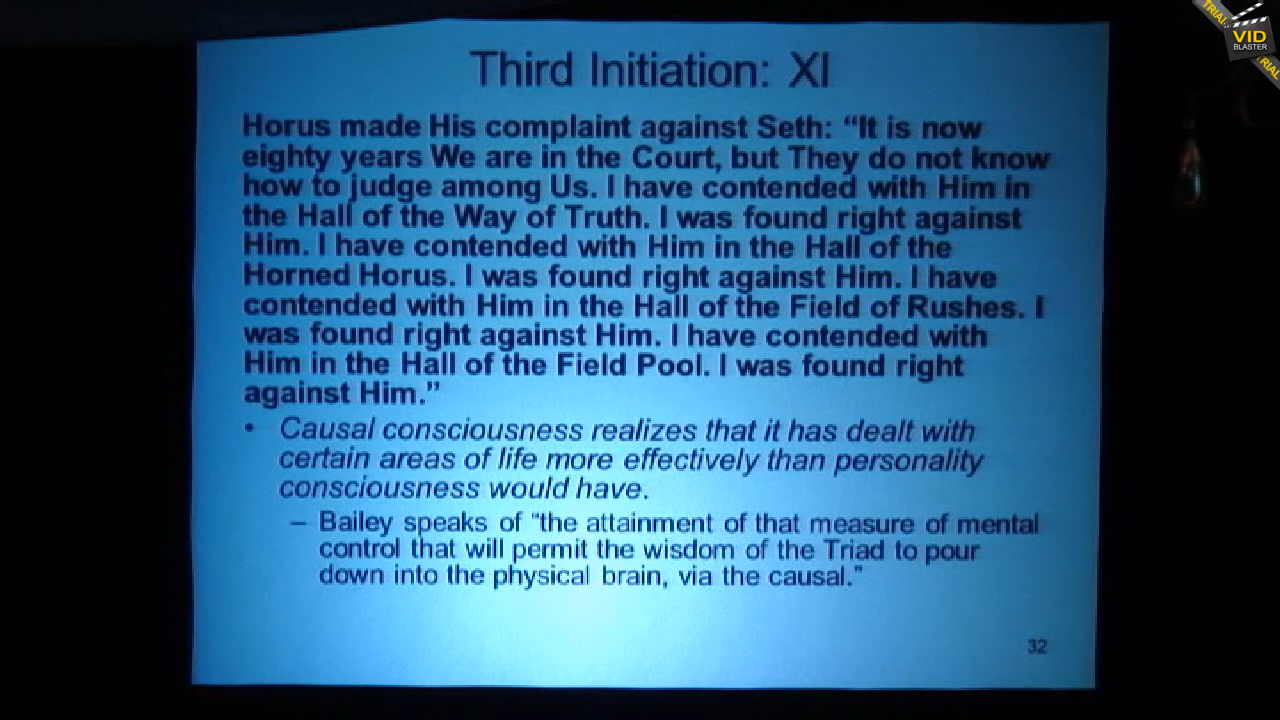 Third Initiation: XI
Horus made His complaint against Seth: “It is now
eighty years We are in the Court, but They do not know
how to judge among Us. I have contended with Him in
the Hall of the Way of Truth. I was found right against
Him. I have contended with Him in the Hall of the
Horned Horus. I was found right against Him. I have
contended with Him in the Hall of the Field of Rushes. I
was found right against Him. I have contended with
Him in the Hall of the Field Pool. I was found right
against Him.”
• Causal consciousness realizes that it has dealt with
certain areas of life more effectively than personality
consciousness would have.
– Bailey speaks of “the attainment of that measure of mental
control that will permit the wisdom of the Triad to pour
down into the physical brain, via the causal.”
32
TRIAL
VID
BLASTER
TRIAL